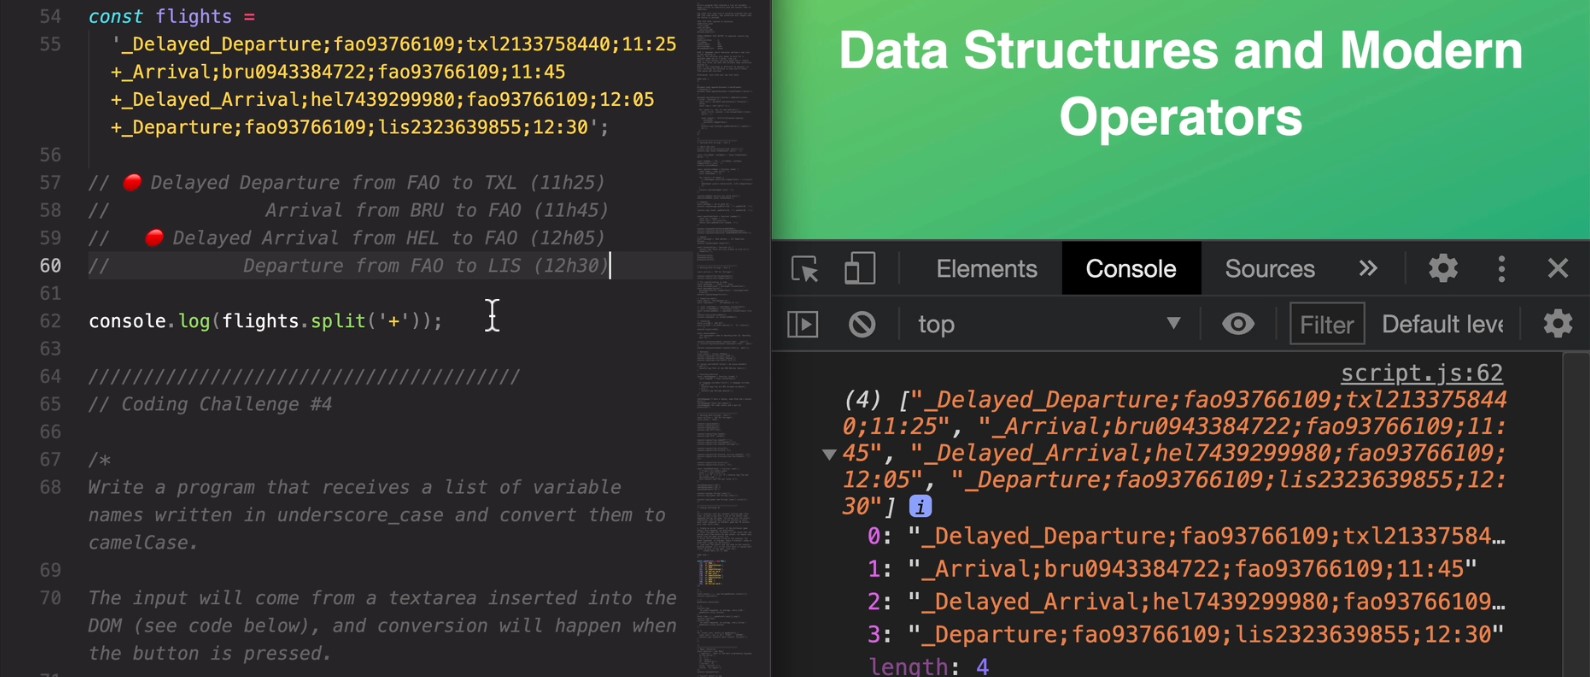 54 const flights =
55 '_Delayed_Departure;fao93766109;txl2133758440;11:25
+_Arrival;bru0943384722;fao93766109;11:45
+_Delayed_Arrival;hel7439299980;fao93766109;12:05
+_Departure;fao93766109;lis2323639855;12:30';
56
57 // 🔴 Delayed Departure from FAO to TXL (11h25)
58 // Arrival from BRU to FAO (11h45)
59 // 🔴 Delayed Arrival from HEL to FAO (12h05)
60 // Departure from FAO to LIS (12h30)
61
62 console.log(flights.split('+'));
63
64 ///////////////////////////////////////
65 // Coding Challenge #4
66
67 /*
68 Write a program that receives a list of variable
names written in underscore_case and convert them to
camelCase.
69
70 The input will come from a textarea inserted into the
DOM (see code below), and conversion will happen when
the button is pressed.
Data Structures and Modern
Operators
Elements Console Sources »
top Filter Default leve
script.js:62
(4) ["_Delayed_Departure;fao93766109;txl213375844
0;11:25", "_Arrival;bru0943384722;fao93766109;11:
45", "_Delayed_Arrival;hel7439299980;fao93766109;
12:05", "_Departure;fao93766109;lis2323639855;12:
30"] i
0: "_Delayed_Departure;fao93766109;txl21337584…
1: "_Arrival;bru0943384722;fao93766109;11:45"
2: "_Delayed_Arrival;hel7439299980;fao93766109…
3: "_Departure;fao93766109;lis2323639855;12:30"
length: 4